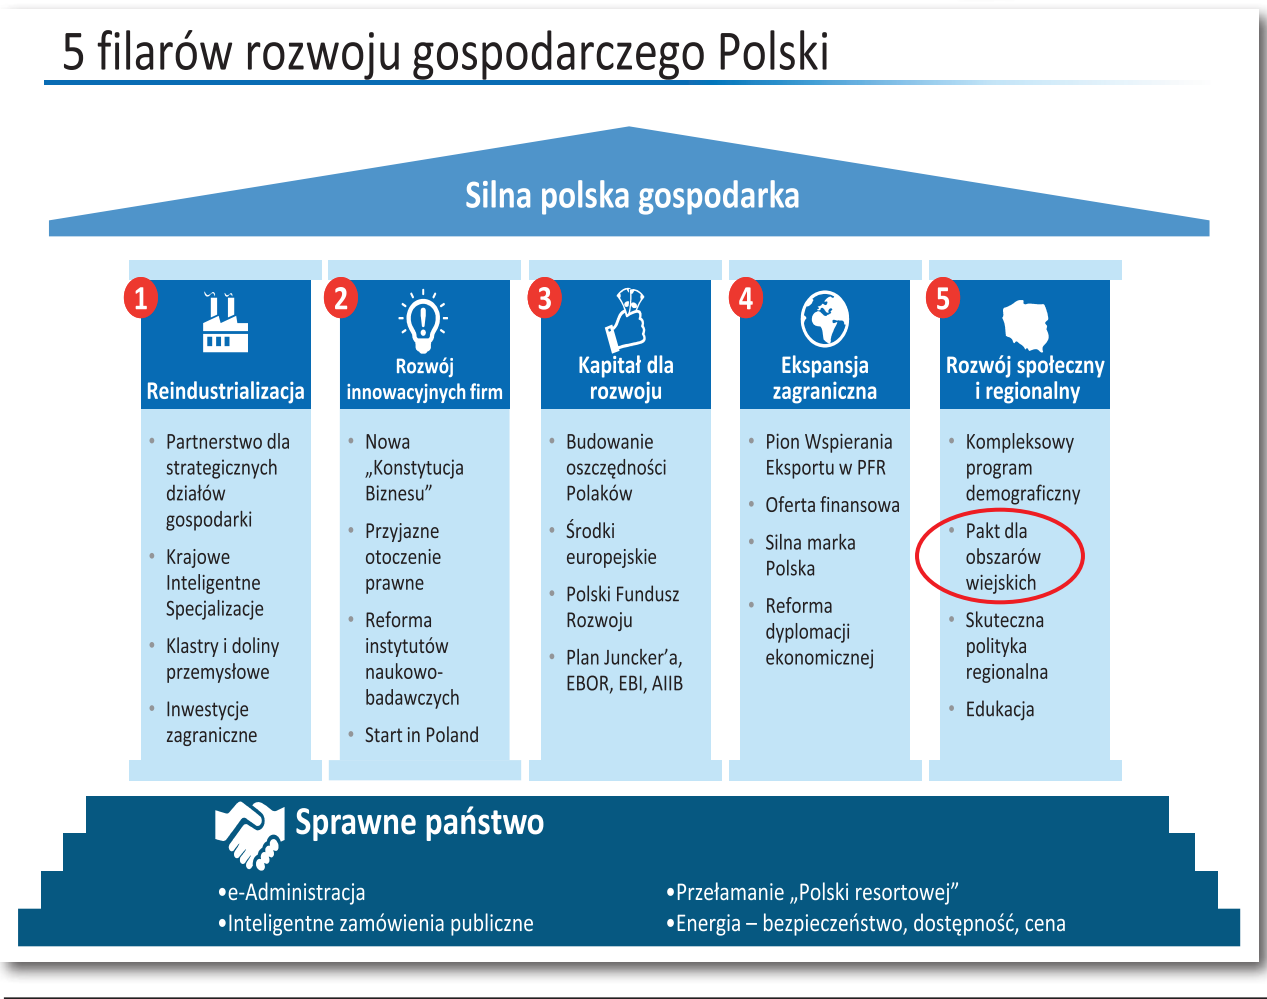 5 filarów rozwoju gospodarczego Polski
Silna polska gospodarka
1
Reindustrializacja
• Partnerstwo dla
strategicznych
działów
gospodarki
• Krajowe
Inteligentne
Specjalizacje
• Klastry i doliny
przemysłowe
• Inwestycje
zagraniczne
2
Rozwój
innowacyjnych firm
• Nowa
„Konstytucja
Biznesu”
• Przyjazne
otoczenie
prawne
• Reforma
instytutów
naukowo-
badawczych
• Start in Poland
3
Kapitał dla
rozwoju
• Budowanie
oszczędności
Polaków
• Środki
europejskie
• Polski Fundusz
Rozwoju
• Plan Juncker’a,
EBOR, EBI, AIIB
4
Ekspansja
zagraniczna
• Pion Wspierania
Eksportu w PFR
• Oferta finansowa
• Silna marka
Polska
• Reforma
dyplomacji
ekonomicznej
5
Rozwój społeczny
i regionalny
• Kompleksowy
program
demograficzny
• Pakt dla
obszarów
wiejskich
• Skuteczna
polityka
regionalna
• Edukacja
Sprawne państwo
•e-Administracja
•Inteligentne zamówienia publiczne
•Przełamanie „Polski resortowej”
•Energia – bezpieczeństwo, dostępność, cena